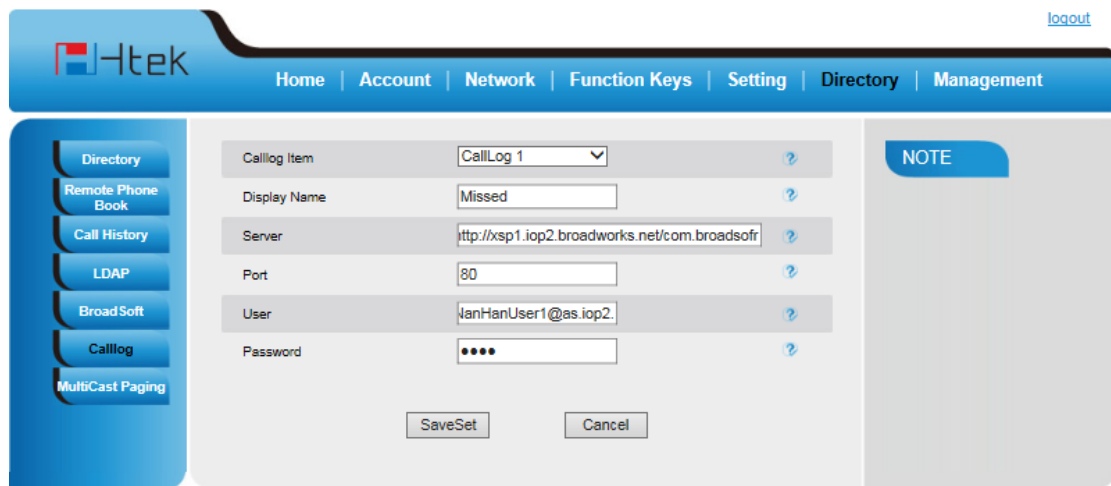 logout
Htek
Home | Account | Network | Function Keys | Setting | Directory | Management
Directory
Remote Phone
Book
Call History
LDAP
BroadSoft
Calllog
MultiCast Paging
Calllog Item CallLog 1
Display Name Missed
Server ttp://xsp1.iop2.broadworks.net/com.broadsofr
Port 80
User NanHanUser1@as.iop2.
Password ••••
SaveSet Cancel
NOTE